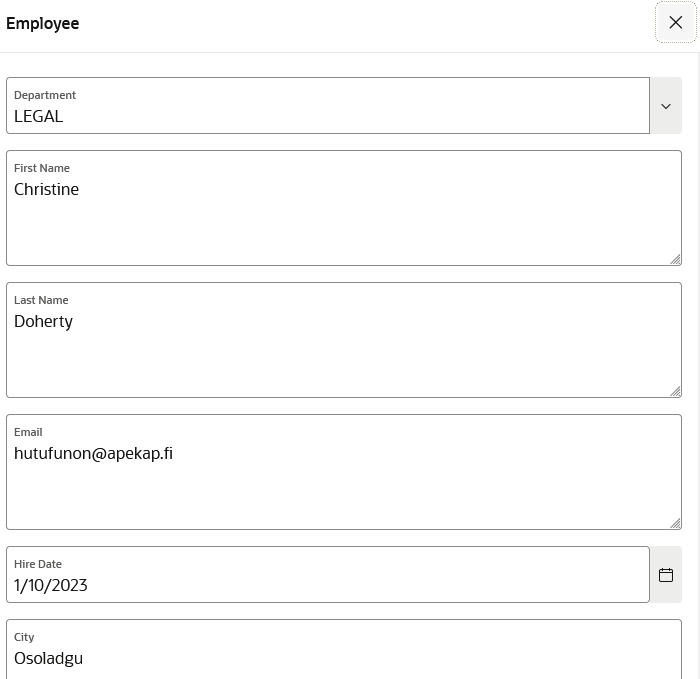 Employee
Department
LEGAL
First Name
Christine
Last Name
Doherty
Email
hutufunon@apekap.fi
Hire Date
1/10/2023
City
Osoladgu